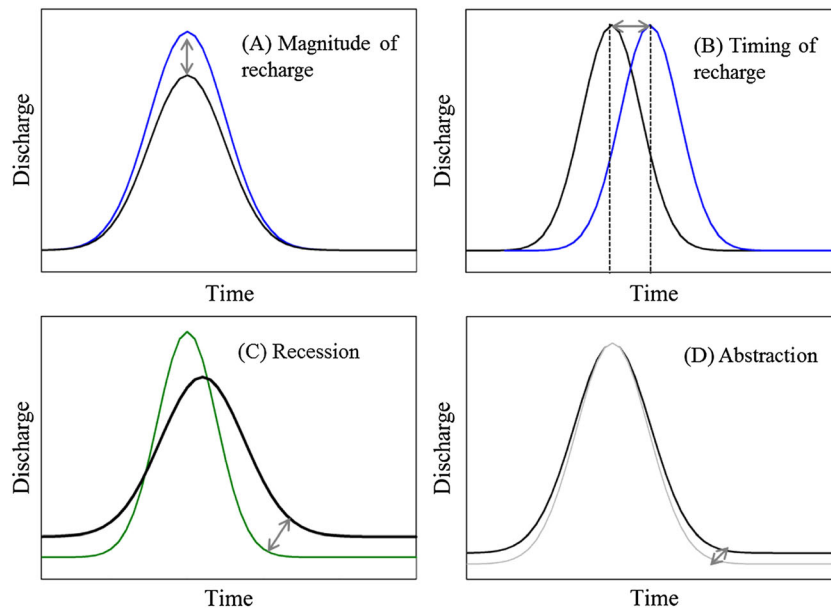 (A) Magnitude of
recharge
Discharge
Time
(B) Timing of
recharge
Discharge
Time
(C) Recession
Discharge
Time
(D) Abstraction
Discharge
Time